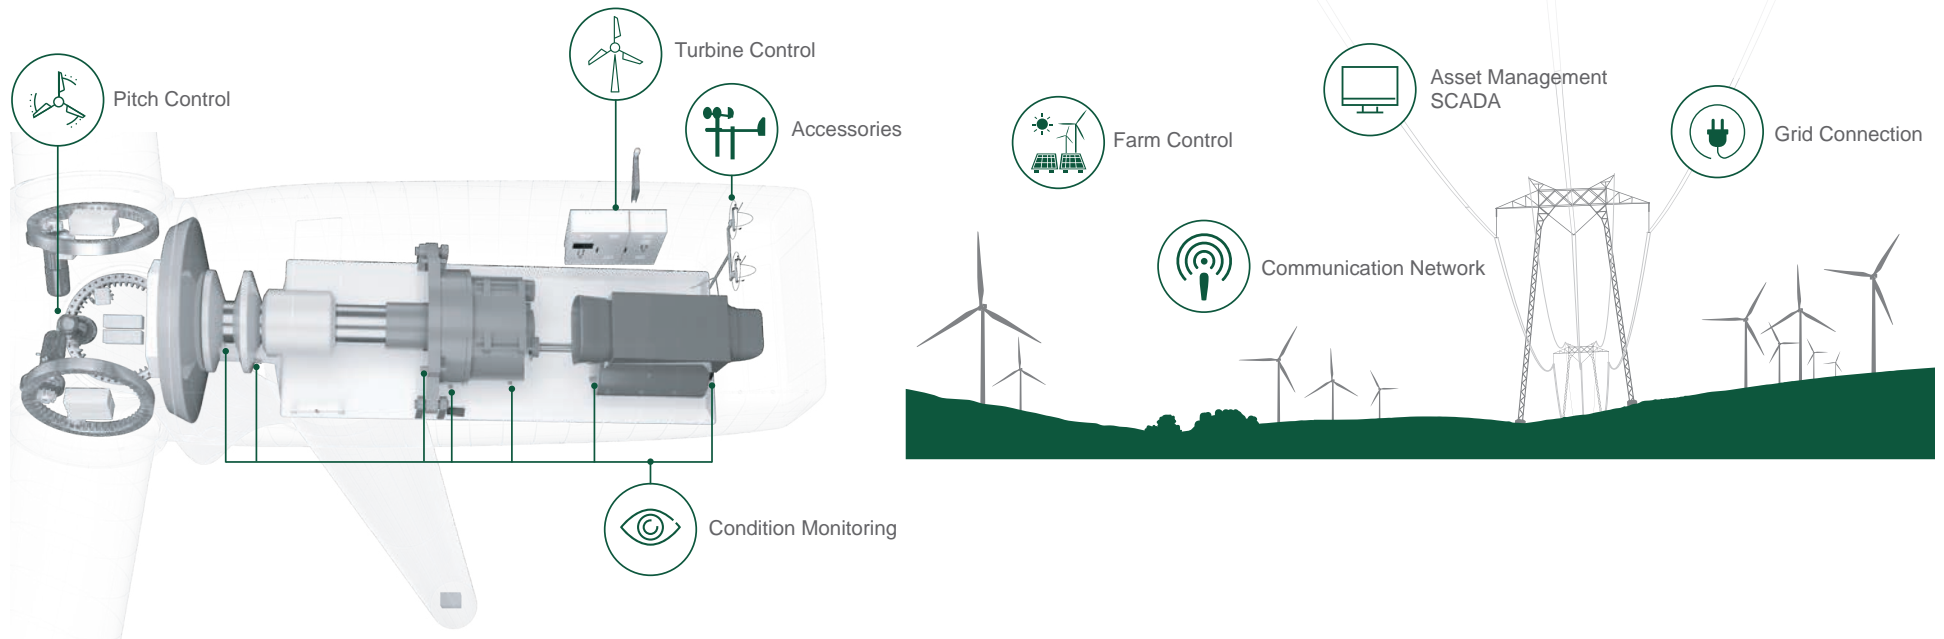 Turbine Control
Pitch Control
Accessories
Condition Monitoring
Farm Control
Asset Management
SCADA
Grid Connection
Communication Network